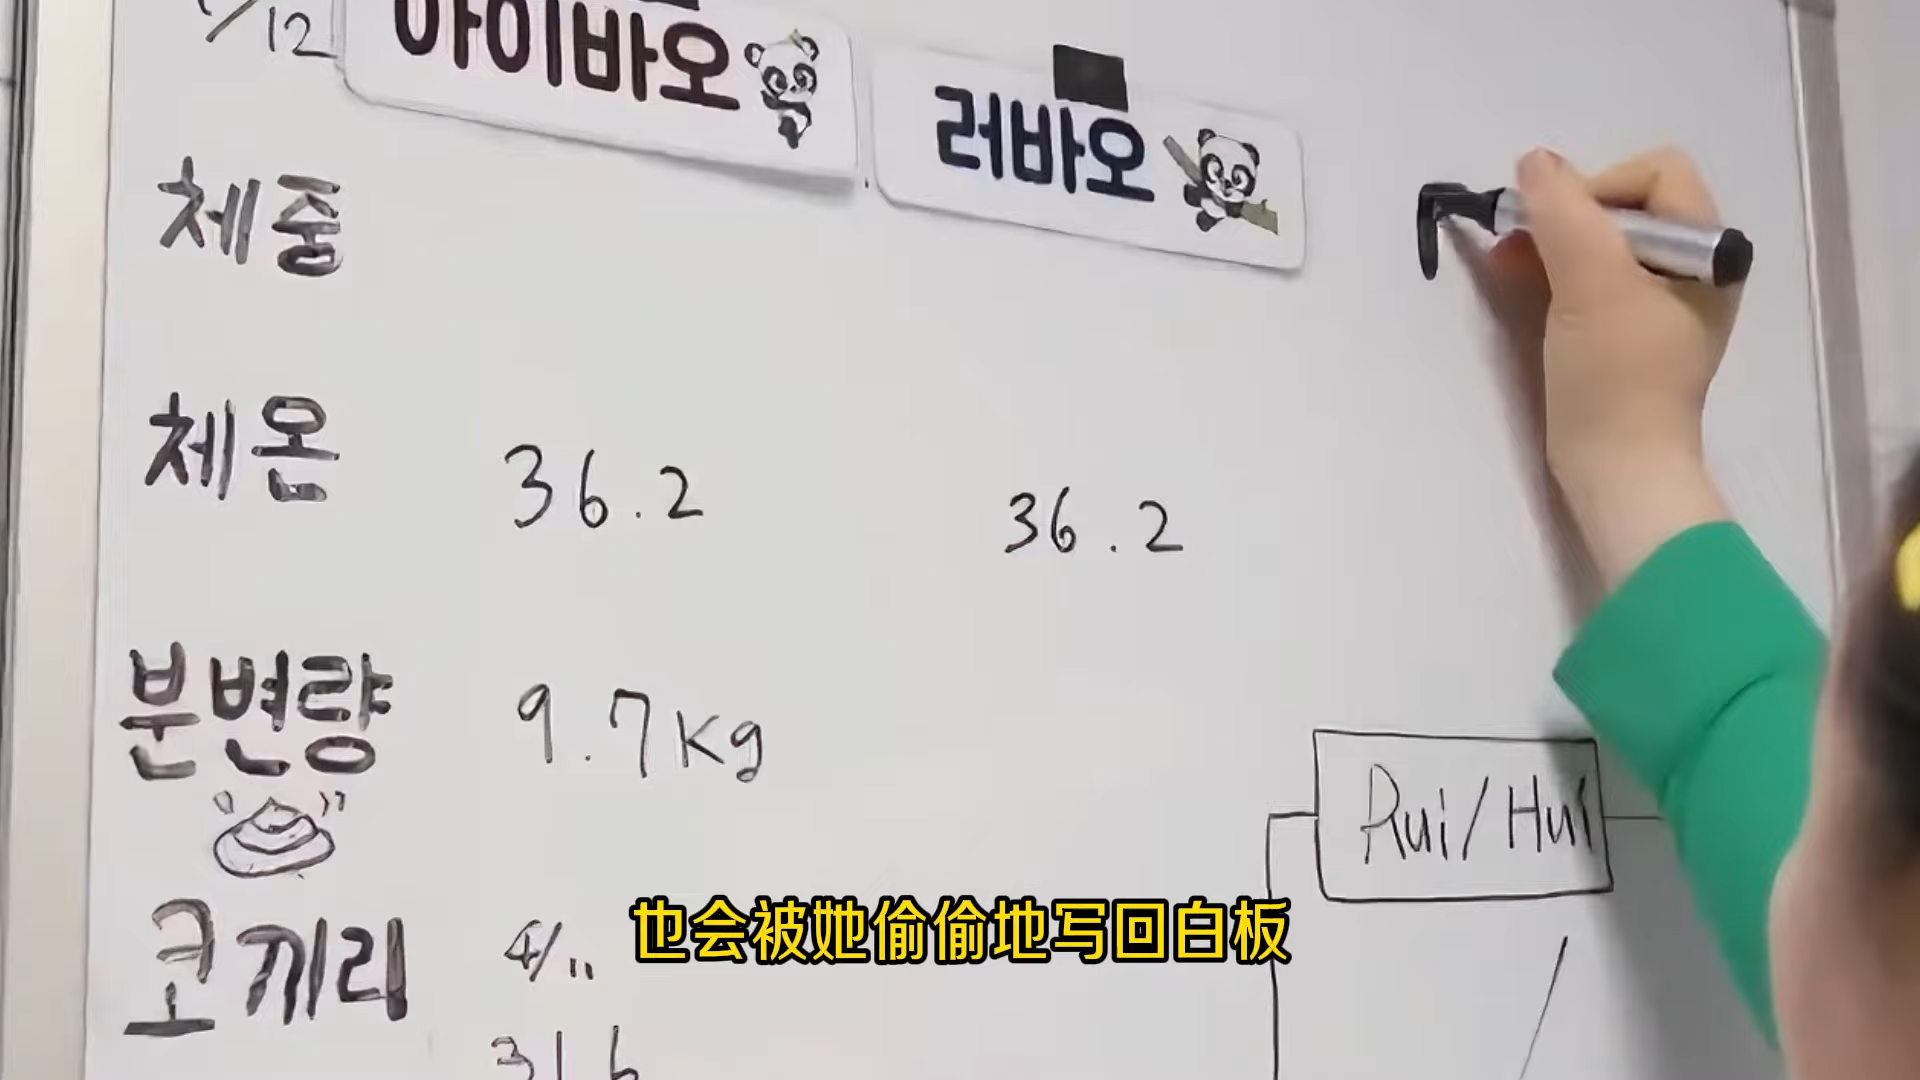 /12 아이바오
러바오
체중
체온 36.2 36.2
분변량 9.7Kg
Rui/Hui
코끼리 4/11
也会被她偷偷地写回白板